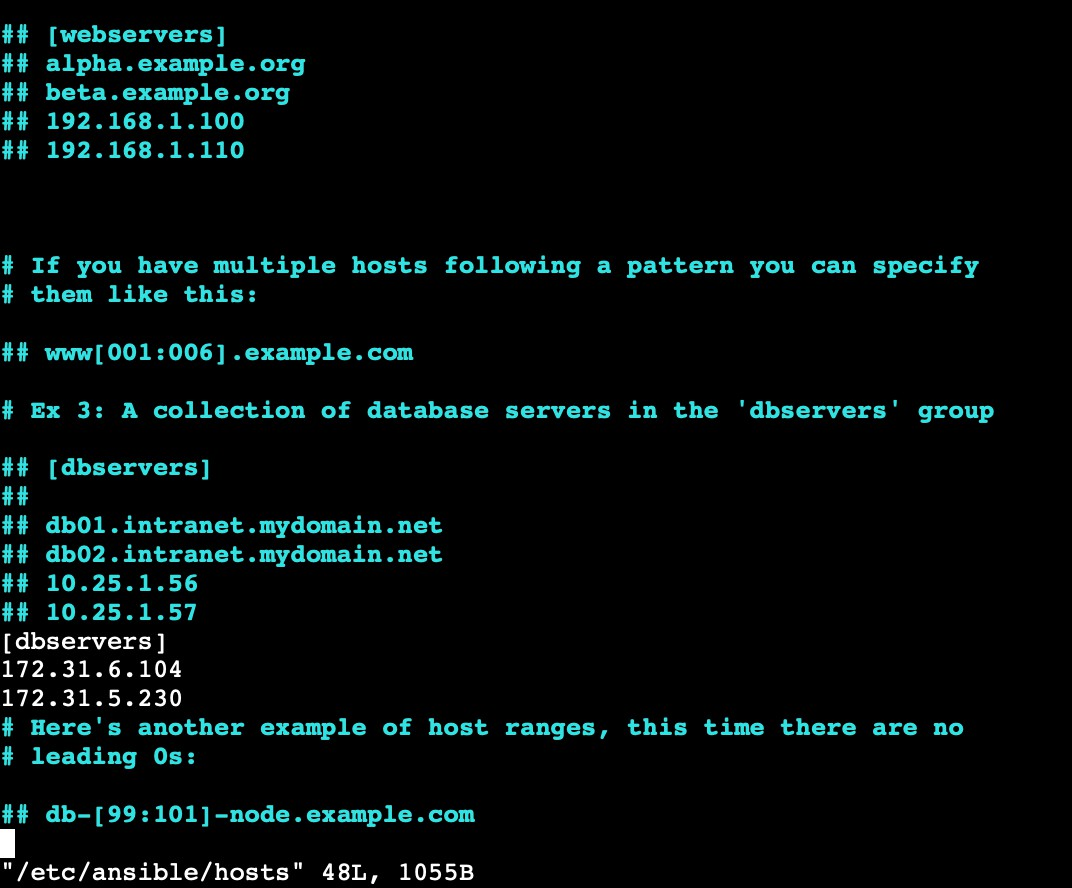 ## [webservers]
## alpha.example.org
## beta.example.org
## 192.168.1.100
## 192.168.1.110
# If you have multiple hosts following a pattern you can specify
# them like this:
## www[001:006].example.com
# Ex 3: A collection of database servers in the 'dbservers' group
## [dbservers]
##
## db01.intranet.mydomain.net
## db02.intranet.mydomain.net
## 10.25.1.56
## 10.25.1.57
[dbservers]
172.31.6.104
172.31.5.230
# Here's another example of host ranges, this time there are no
# leading 0s:
## db-[99:101]-node.example.com
"/etc/ansible/hosts" 48L, 1055B